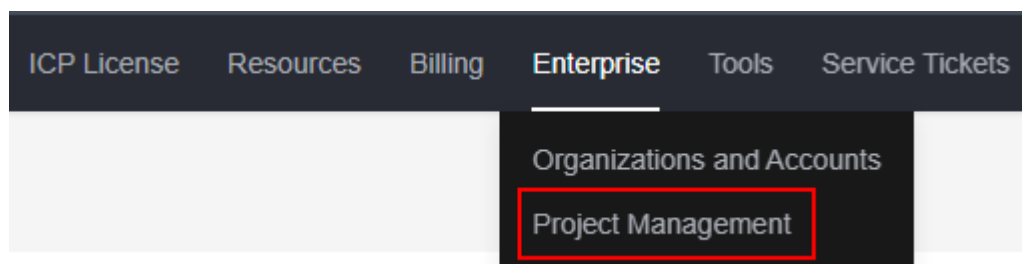 ICP License Resources Billing Enterprise Tools Service Tickets
Organizations and Accounts
Project Management